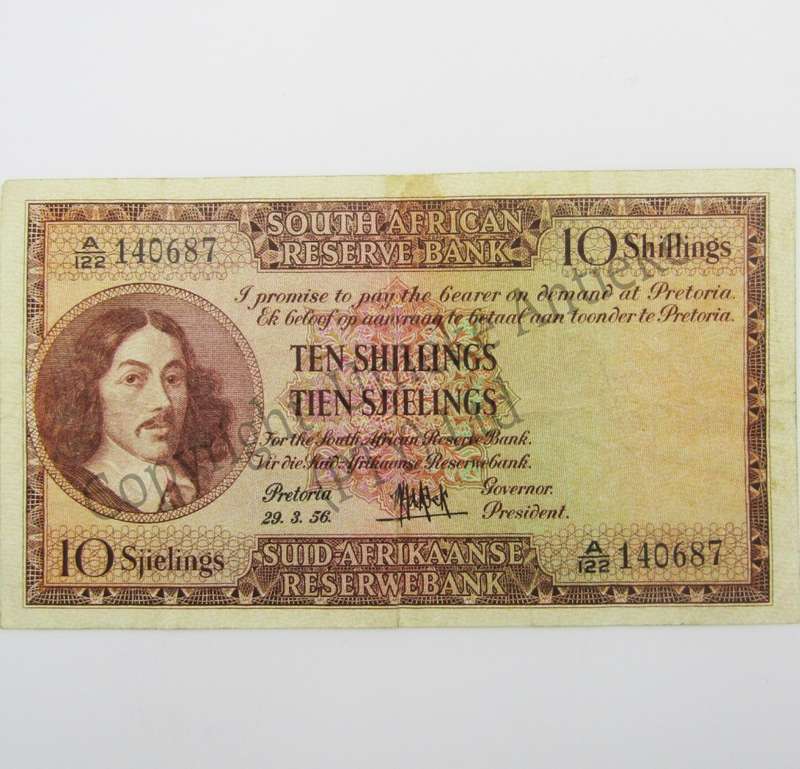 SOUTH AFRICAN
RESERVE BANK
A/122 140687
10 Shillings
I promise to pay the bearer on demand at Pretoria.
Ek beloof op aanvraag te betaal aan toonder te Pretoria.
TEN SHILLINGS
TIEN SJIELINGS
For the South African Reserve Bank.
Vir die Suid-Afrikaanse Reserwebank.
Pretoria
29.3.56.
Governor.
President.
10 Sjielings
SUID-AFRIKAANSE
RESERWEBANK
A/122 140687
Copyright